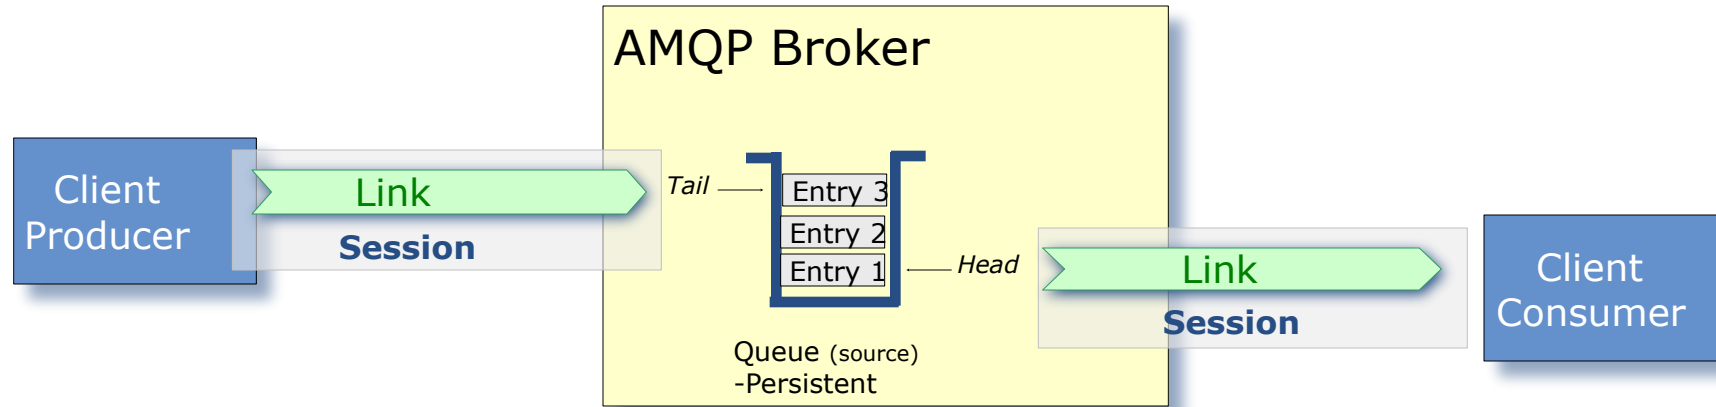 AMQP Broker
Client
Producer
Link
Session
Tail
Entry 3
Entry 2
Entry 1
Head
Queue (source)
-Persistent
Link
Session
Client
Consumer